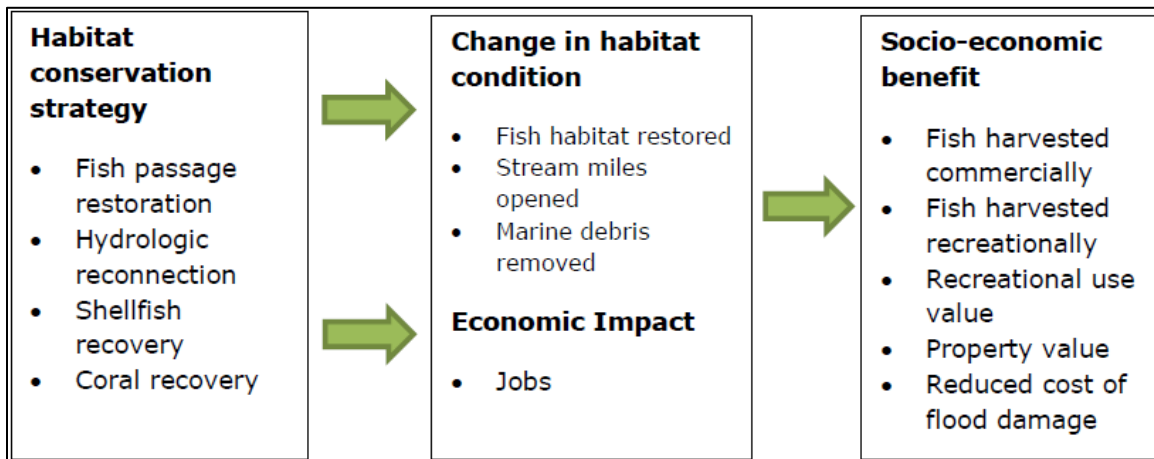 Habitat
conservation
strategy
• Fish passage
restoration
• Hydrologic
reconnection
• Shellfish
recovery
• Coral recovery
Change in habitat
condition
• Fish habitat restored
• Stream miles
opened
• Marine debris
removed
Economic Impact
• Jobs
Socio-economic
benefit
• Fish harvested
commercially
• Fish harvested
recreationally
• Recreational use
value
• Property value
• Reduced cost of
flood damage